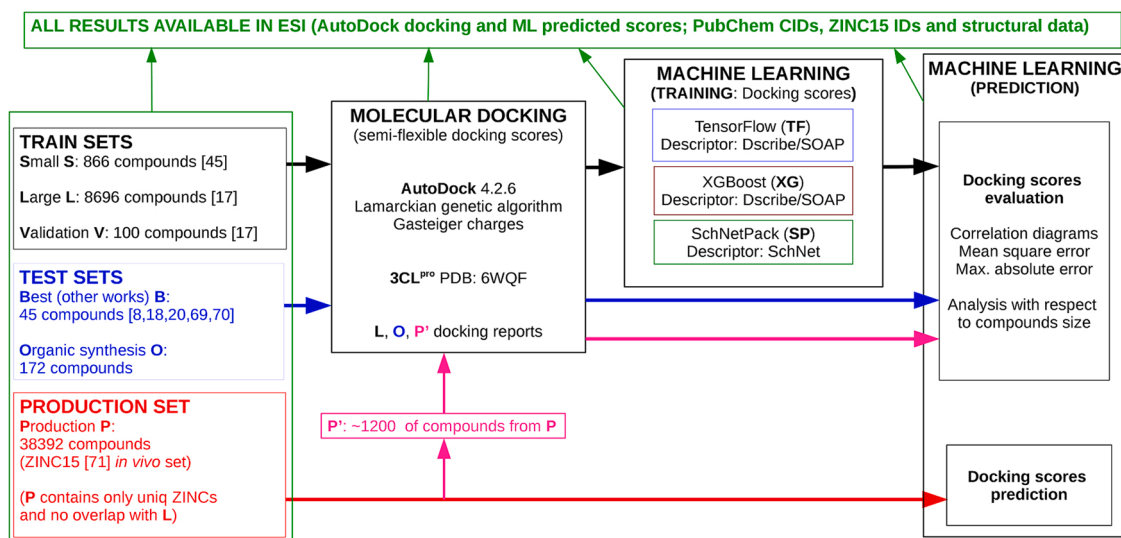 ALL RESULTS AVAILABLE IN ESI (AutoDock docking and ML predicted scores; PubChem CIDs, ZINC15 IDs and structural data)
TRAIN SETS
Small S: 866 compounds [45]
Large L: 8696 compounds [17]
Validation V: 100 compounds [17]
TEST SETS
Best (other works) B:
45 compounds [8,18,20,69,70]
Organic synthesis O:
172 compounds
PRODUCTION SET
Production P:
38392 compounds
(ZINC15 [71] in vivo set)
(P contains only uniq ZINCs
and no overlap with L)
MOLECULAR DOCKING
(semi-flexible docking scores)
AutoDock 4.2.6
Lamarckian genetic algorithm
Gasteiger charges
3CLpro PDB: 6WQF
L, O, P' docking reports
P': ~1200 of compounds from P
MACHINE LEARNING
(TRAINING: Docking scores)
TensorFlow (TF)
Descriptor: Dscribe/SOAP
XGBoost (XG)
Descriptor: Dscribe/SOAP
SchNetPack (SP)
Descriptor: SchNet
MACHINE LEARNING
(PREDICTION)
Docking scores
evaluation
Correlation diagrams
Mean square error
Max. absolute error
Analysis with respect
to compounds size
Docking scores
prediction